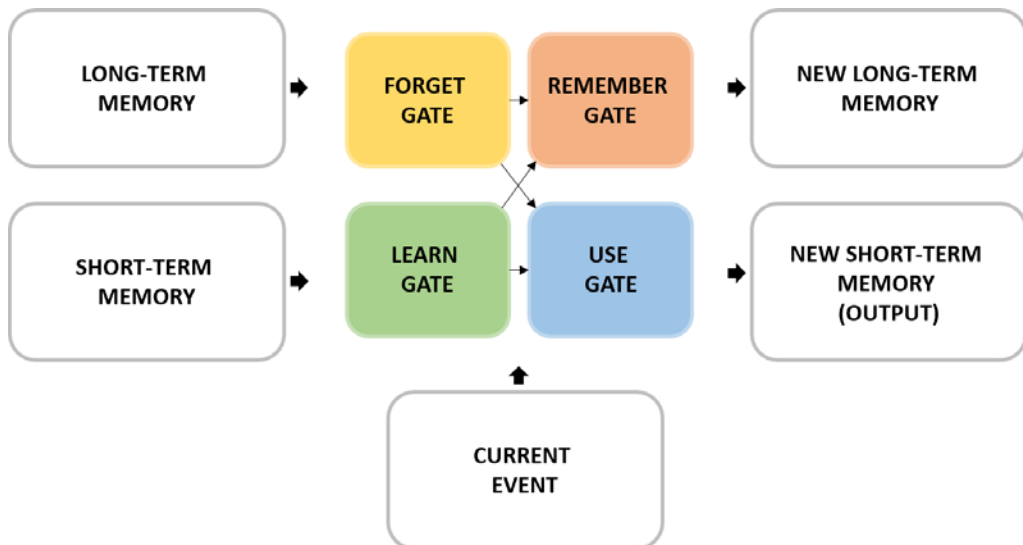 LONG-TERM
MEMORY
FORGET
GATE
REMEMBER
GATE
NEW LONG-TERM
MEMORY
SHORT-TERM
MEMORY
LEARN
GATE
USE
GATE
NEW SHORT-TERM
MEMORY
(OUTPUT)
CURRENT
EVENT